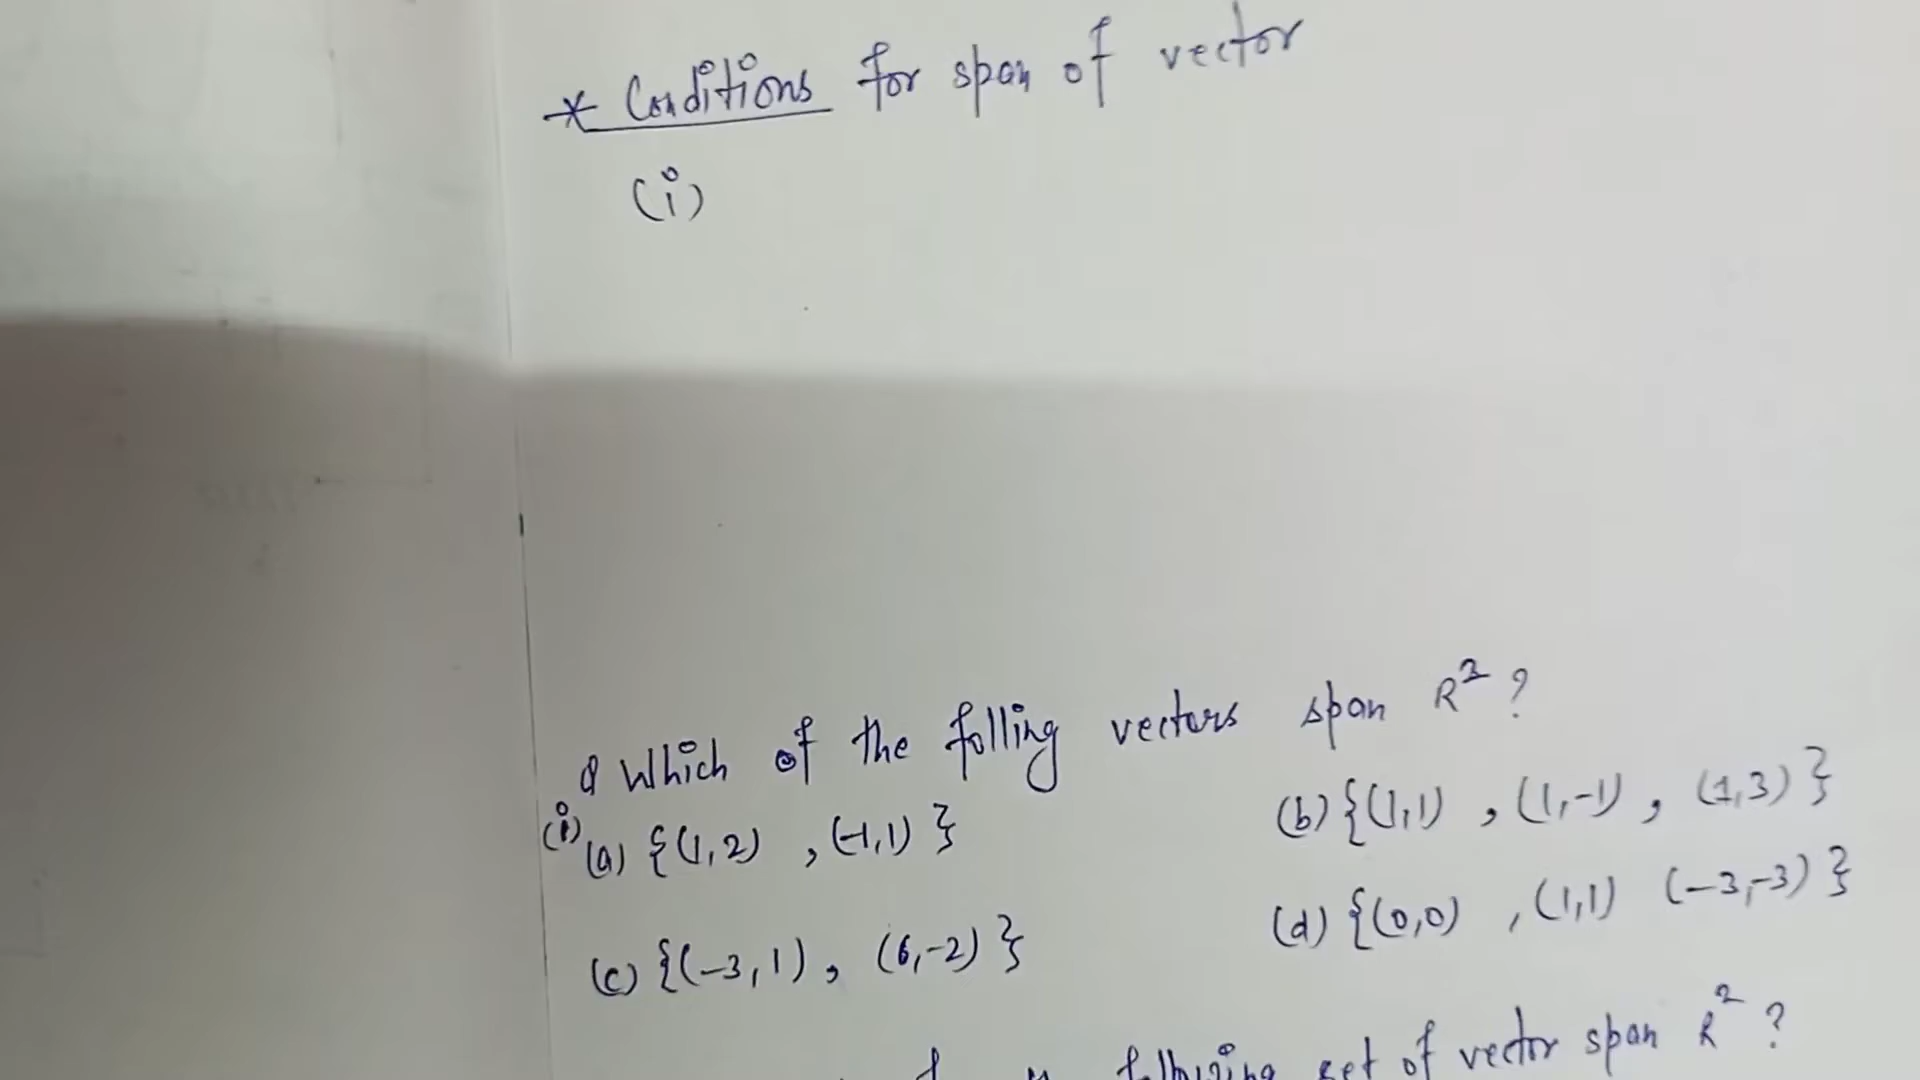 * Conditions for span of vector
(i)
Q Which of the folling vectors span R²?
(i) (a) {(1,2) , (-1,1)} (b) {(1,1) , (1,-1) , (1,3)}
(c) {(-3,1) , (6,-2)} (d) {(0,0) , (1,1) (-3,-3)}
following set of vector span R²?